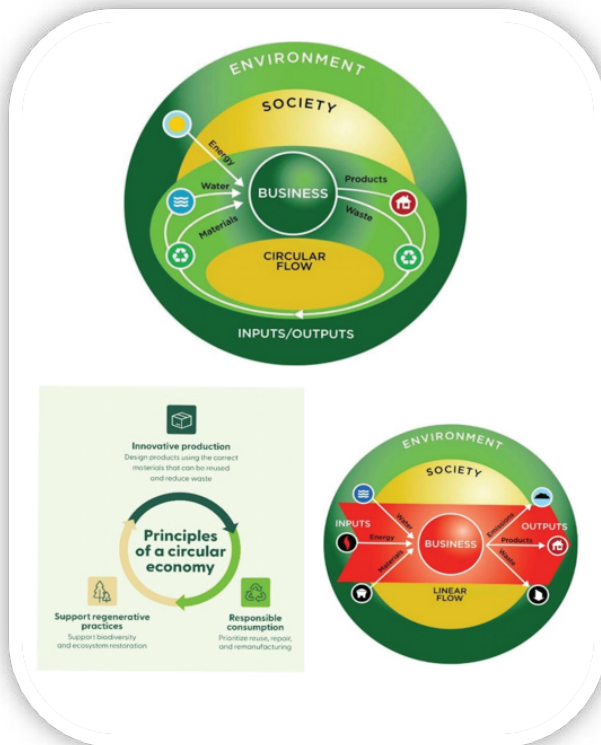 ENVIRONMENT
SOCIETY
Energy
Water
Materials
BUSINESS
Products
Waste
CIRCULAR
FLOW
INPUTS/OUTPUTS
Innovative production
Design products using the correct
materials that can be reused
and reduce waste
Principles
of a circular
economy
Support regenerative
practices
Support biodiversity
and ecosystem restoration
Responsible
consumption
Prioritize reuse, repair,
and remanufacturing
ENVIRONMENT
SOCIETY
INPUTS
Water
Energy
Materials
BUSINESS
Emissions
Products
Waste
OUTPUTS
LINEAR
FLOW